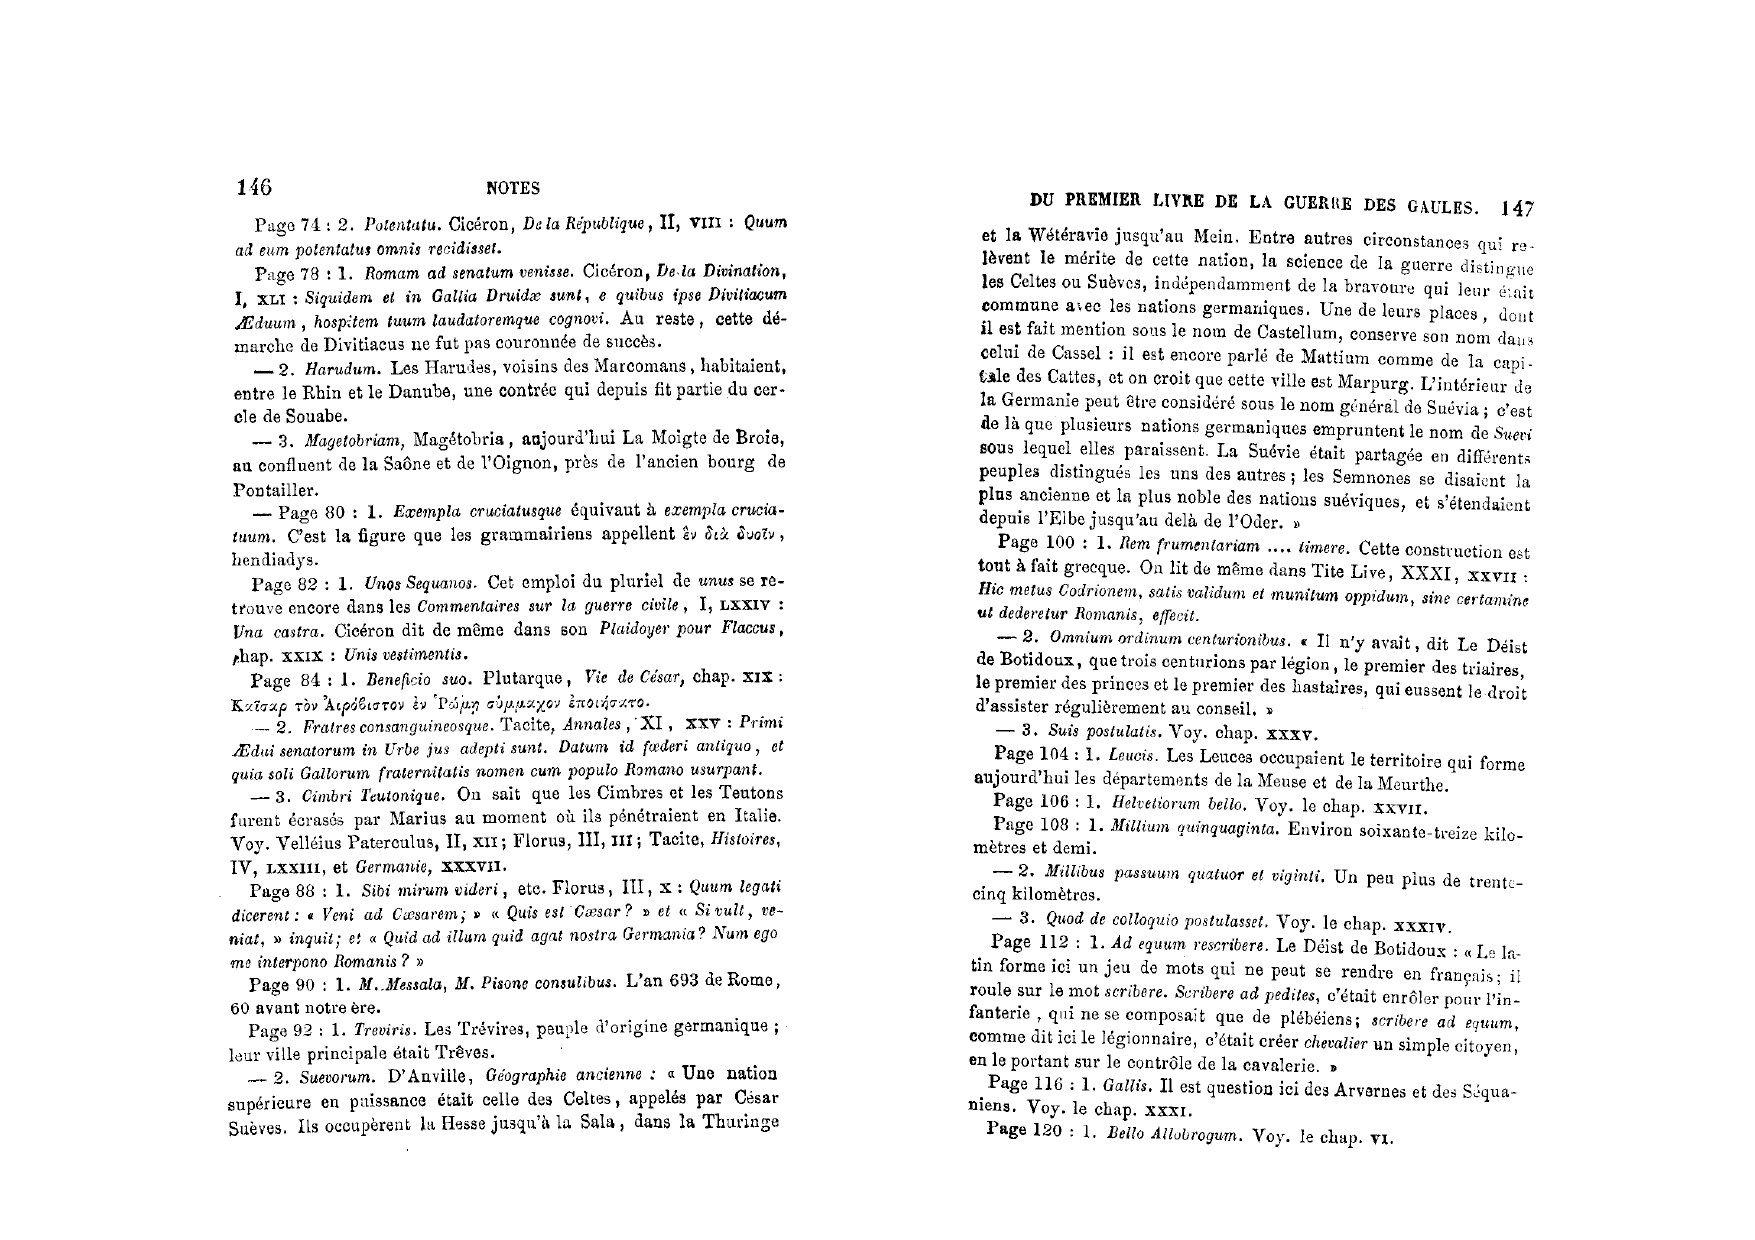 146 NOTES
Page 74 : 2. Potentatu. Cicéron, De la République, II, VIII : Quum
ad eum potentatus omnis recidisset.
Page 78 : 1. Romam ad senatum venisse. Cicéron, De la Divination,
I, XLI : Siquidem et in Gallia Druidæ sunt, e quibus ipse Divitiacum
Æduum, hospitem tuum laudatoremque cognovi. Au reste, cette dé-
marche de Divitiacus ne fut pas couronnée de succès.
— 2. Harudum. Les Harudes, voisins des Marcomans, habitaient,
entre le Rhin et le Danube, une contrée qui depuis fit partie du cer-
cle de Souabe.
— 3. Magetobriam, Magétobria, aujourd'hui La Moigte de Broie,
au confluent de la Saône et de l'Oignon, près de l'ancien bourg de
Pontailler.
— Page 80 : 1. Exempla cruciatusque équivaut à exempla crucia-
tuum. C'est la figure que les grammairiens appellent ἓν διὰ δυοῖν,
hendiadys.
Page 82 : 1. Unos Sequanos. Cet emploi du pluriel de unus se re-
trouve encore dans les Commentaires sur la guerre civile, I, LXXIV :
Una castra. Cicéron dit de même dans son Plaidoyer pour Flaccus,
chap. XXIX : Unis vestimentis.
Page 84 : 1. Beneficio suo. Plutarque, Vie de César, chap. XIX :
Καῖσαρ τὸν Ἀιρόβιστον ἐν Ῥώμῃ σύμμαχον ἐποιήσατο.
— 2. Fratres consanguineosque. Tacite, Annales, XI, XXV : Primi
Ædui senatorum in Urbe jus adepti sunt. Datum id fœderi antiquo, et
quia soli Gallorum fraternitatis nomen cum populo Romano usurpant.
— 3. Cimbri Teutonique. On sait que les Cimbres et les Teutons
furent écrasés par Marius au moment où ils pénétraient en Italie.
Voy. Velléius Paterculus, II, XII; Florus, III, III; Tacite, Histoires,
IV, LXXIII, et Germanie, XXXVII.
Page 88 : 1. Sibi mirum videri, etc. Florus, III, X : Quum legati
dicerent : « Veni ad Cæsarem; » « Quis est Cæsar? » et « Si vult, ve-
niat, » inquit; et « Quid ad illum quid agat nostra Germania? Num ego
me interpono Romanis? »
Page 90 : 1. M. Messala, M. Pisone consulibus. L'an 693 de Rome,
60 avant notre ère.
Page 92 : 1. Treviris. Les Trévires, peuple d'origine germanique ;
leur ville principale était Trêves.
— 2. Suevorum. D'Anville, Géographie ancienne : « Une nation
supérieure en puissance était celle des Celtes, appelés par César
Suèves. Ils occupèrent la Hesse jusqu'à la Sala, dans la Thuringe
DU PREMIER LIVRE DE LA GUERRE DES GAULES. 147
et la Wétéravie jusqu'au Mein. Entre autres circonstances qui re-
lèvent le mérite de cette nation, la science de la guerre distingue
les Celtes ou Suèves, indépendamment de la bravoure qui leur était
commune avec les nations germaniques. Une de leurs places, dont
il est fait mention sous le nom de Castellum, conserve son nom dans
celui de Cassel : il est encore parlé de Mattium comme de la capi-
tale des Cattes, et on croit que cette ville est Marpurg. L'intérieur de
la Germanie peut être considéré sous le nom général de Suévia ; c'est
de là que plusieurs nations germaniques empruntent le nom de Suevi
sous lequel elles paraissent. La Suévie était partagée en différents
peuples distingués les uns des autres ; les Semnones se disaient la
plus ancienne et la plus noble des nations suéviques, et s'étendaient
depuis l'Elbe jusqu'au delà de l'Oder. »
Page 100 : 1. Rem frumentariam .... timere. Cette construction est
tout à fait grecque. On lit de même dans Tite Live, XXXI, XXVII :
Hic metus Codrionem, satis validum et munitum oppidum, sine certamine
ut dederetur Romanis, effecit.
— 2. Omnium ordinum centurionibus. « Il n'y avait, dit Le Déist
de Botidoux, que trois centurions par légion, le premier des triaires,
le premier des princes et le premier des hastaires, qui eussent le droit
d'assister régulièrement au conseil. »
— 3. Suis postulatis. Voy. chap. XXXV.
Page 104 : 1. Leucis. Les Leuces occupaient le territoire qui forme
aujourd'hui les départements de la Meuse et de la Meurthe.
Page 106 : 1. Helvetiorum bello. Voy. le chap. XXVII.
Page 108 : 1. Millium quinquaginta. Environ soixante-treize kilo-
mètres et demi.
— 2. Millibus passuum quatuor et viginti. Un peu plus de trente-
cinq kilomètres.
— 3. Quod de colloquio postulasset. Voy. le chap. XXXIV.
Page 112 : 1. Ad equum rescribere. Le Déist de Botidoux : « Le la-
tin forme ici un jeu de mots qui ne peut se rendre en français; il
roule sur le mot scribere. Scribere ad pedites, c'était enrôler pour l'in-
fanterie, qui ne se composait que de plébéiens; scribere ad equum,
comme dit ici le légionnaire, c'était créer chevalier un simple citoyen,
en le portant sur le contrôle de la cavalerie. »
Page 116 : 1. Gallis. Il est question ici des Arvernes et des Séqua-
niens. Voy. le chap. XXXI.
Page 120 : 1. Bello Allobrogum. Voy. le chap. VI.